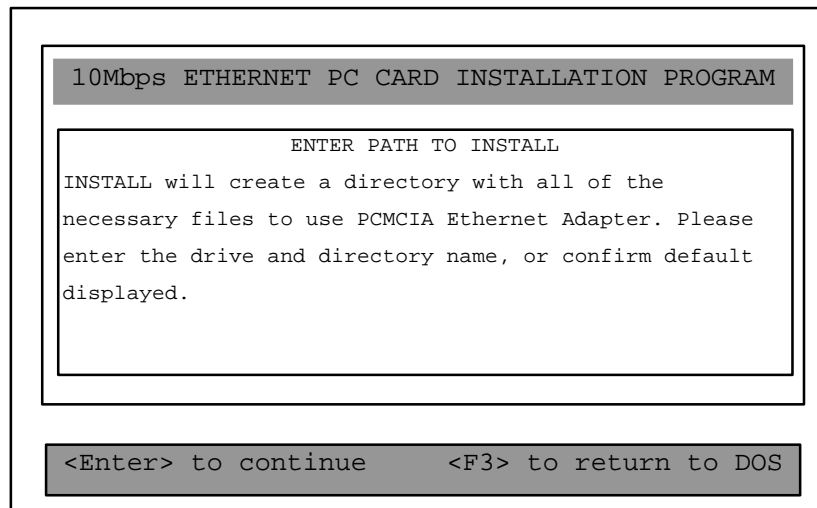 10Mbps ETHERNET PC CARD INSTALLATION PROGRAM
ENTER PATH TO INSTALL
INSTALL will create a directory with all of the
necessary files to use PCMCIA Ethernet Adapter. Please
enter the drive and directory name, or confirm default
displayed.
<Enter> to continue <F3> to return to DOS